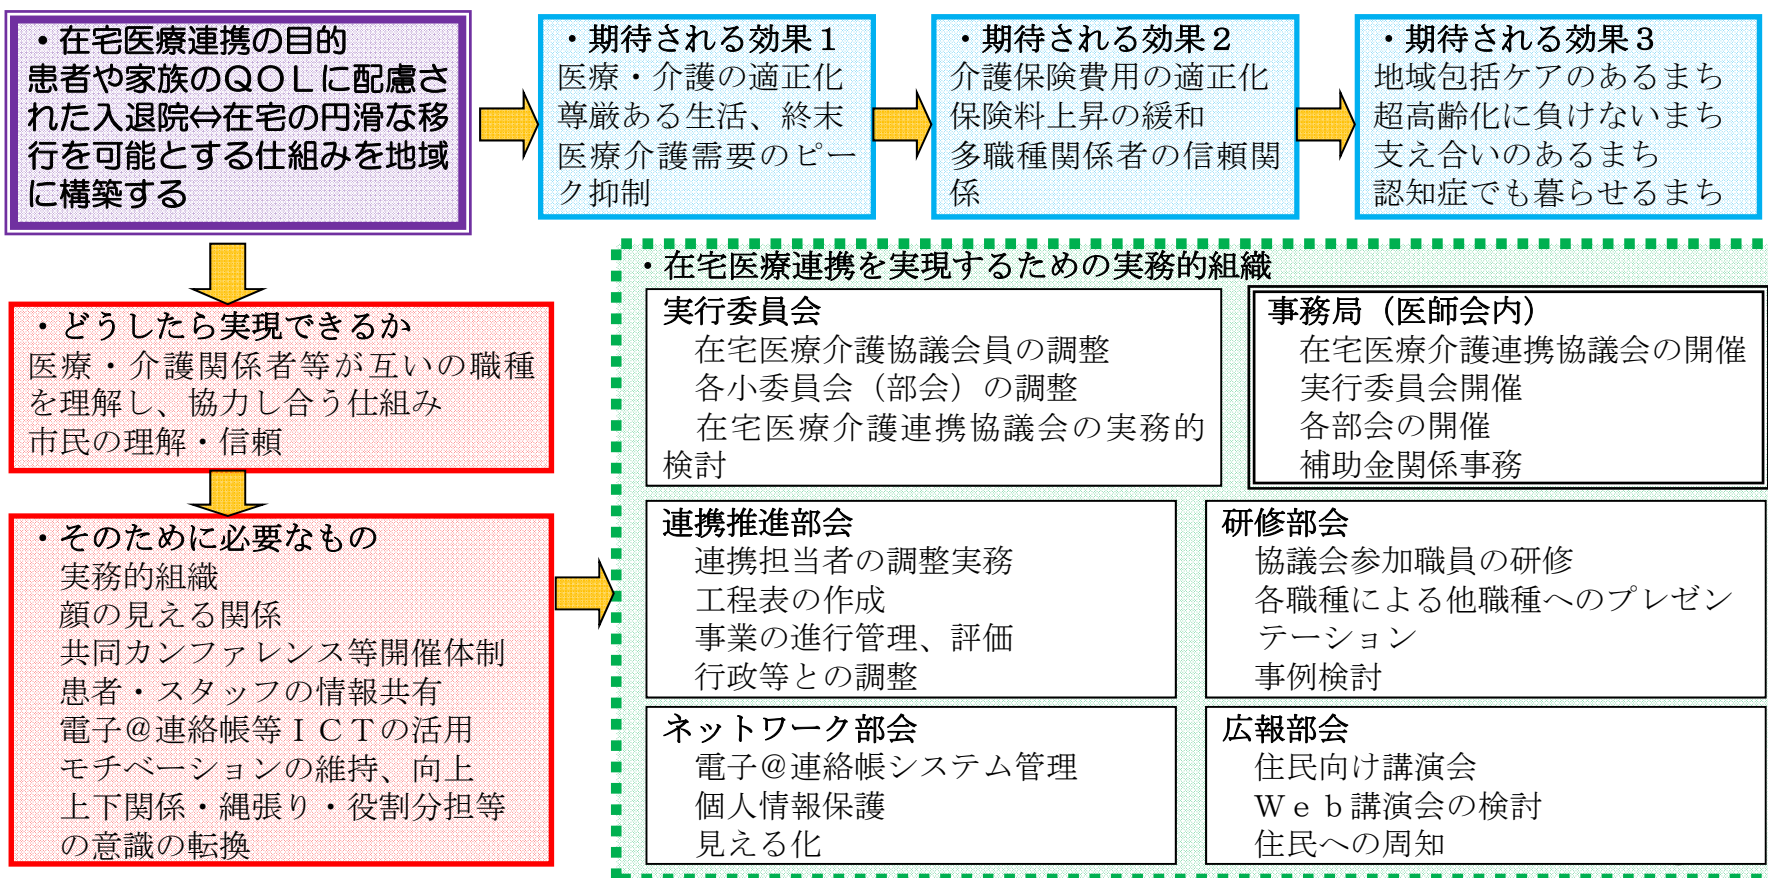 ・在宅医療連携の目的
患者や家族のＱＯＬに配慮さ
れた入退院⇔在宅の円滑な移
行を可能とする仕組みを地域
に構築する
・期待される効果１
医療・介護の適正化
尊厳ある生活、終末
医療介護需要のピー
ク抑制
・期待される効果２
介護保険費用の適正化
保険料上昇の緩和
多職種関係者の信頼関
係
・期待される効果３
地域包括ケアのあるまち
超高齢化に負けないまち
支え合いのあるまち
認知症でも暮らせるまち
・どうしたら実現できるか
医療・介護関係者等が互いの職種
を理解し、協力し合う仕組み
市民の理解・信頼
・そのために必要なもの
実務的組織
顔の見える関係
共同カンファレンス等開催体制
患者・スタッフの情報共有
電子＠連絡帳等ＩＣＴの活用
モチベーションの維持、向上
上下関係・縄張り・役割分担等
の意識の転換
・在宅医療連携を実現するための実務的組織
実行委員会
在宅医療介護協議会員の調整
各小委員会（部会）の調整
在宅医療介護連携協議会の実務的
検討
事務局（医師会内）
在宅医療介護連携協議会の開催
実行委員会開催
各部会の開催
補助金関係事務
連携推進部会
連携担当者の調整実務
工程表の作成
事業の進行管理、評価
行政等との調整
研修部会
協議会参加職員の研修
各職種による他職種へのプレゼン
テーション
事例検討
ネットワーク部会
電子＠連絡帳システム管理
個人情報保護
見える化
広報部会
住民向け講演会
Ｗｅｂ講演会の検討
住民への周知